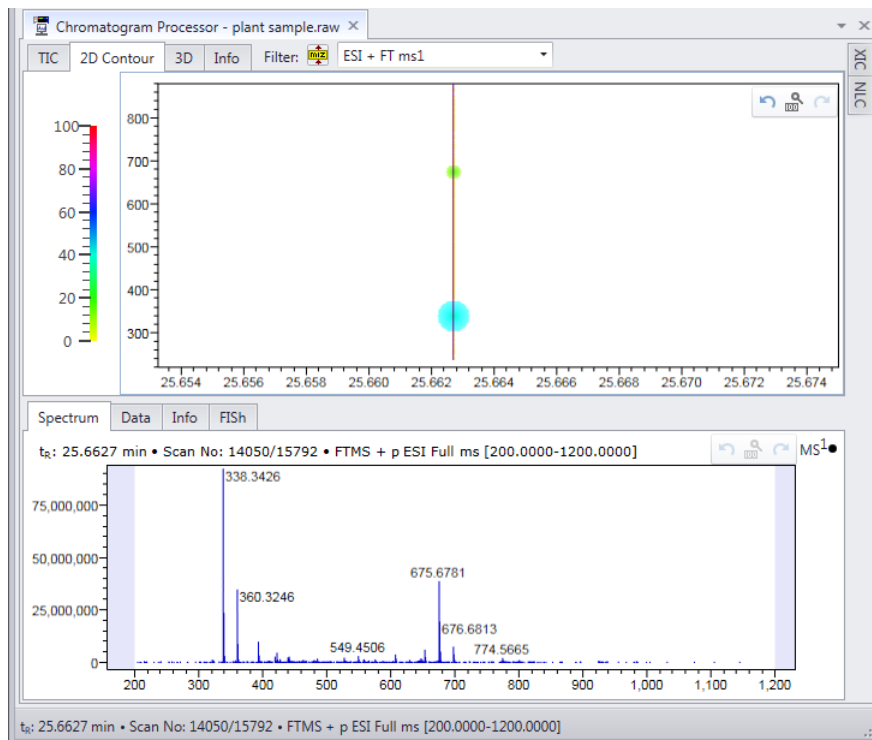 Chromatogram Processor - plant sample.raw
TIC 2D Contour 3D Info Filter: m/z ESI + FT ms1
XIC
NLC
100
80
60
40
20
0
800
700
600
500
400
300
25.654 25.656 25.658 25.660 25.662 25.664 25.666 25.668 25.670 25.672 25.674
Spectrum Data Info FISh
tR: 25.6627 min • Scan No: 14050/15792 • FTMS + p ESI Full ms [200.0000-1200.0000]
MS1
338.3426
75,000,000
50,000,000
675.6781
360.3246
25,000,000
676.6813
549.4506
774.5665
0
200 300 400 500 600 700 800 900 1,000 1,100 1,200
tR: 25.6627 min • Scan No: 14050/15792 • FTMS + p ESI Full ms [200.0000-1200.0000]